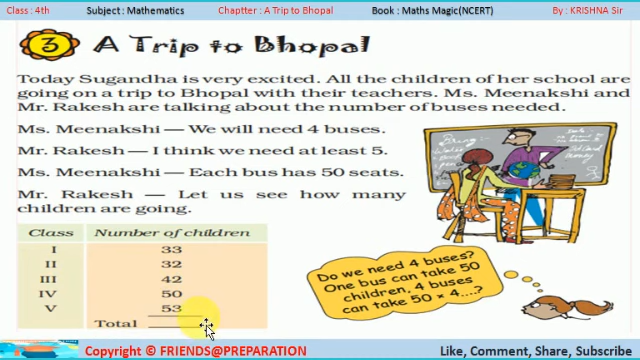 Class : 4th Subject : Mathematics Chaptter : A Trip to Bhopal Book : Maths Magic(NCERT) By : KRISHNA Sir
3 A Trip to Bhopal
Today Sugandha is very excited. All the children of her school are
going on a trip to Bhopal with their teachers. Ms. Meenakshi and
Mr. Rakesh are talking about the number of buses needed.
Ms. Meenakshi — We will need 4 buses.
Mr. Rakesh — I think we need at least 5.
Ms. Meenakshi — Each bus has 50 seats.
Mr. Rakesh — Let us see how many
children are going.
Class Number of children
I 33
II 32
III 42
IV 50
V 53
Total
Do we need 4 buses?
One bus can take 50
children, 4 buses
can take 50 × 4....?
Copyright © FRIENDS@PREPARATION Like, Comment, Share, Subscribe